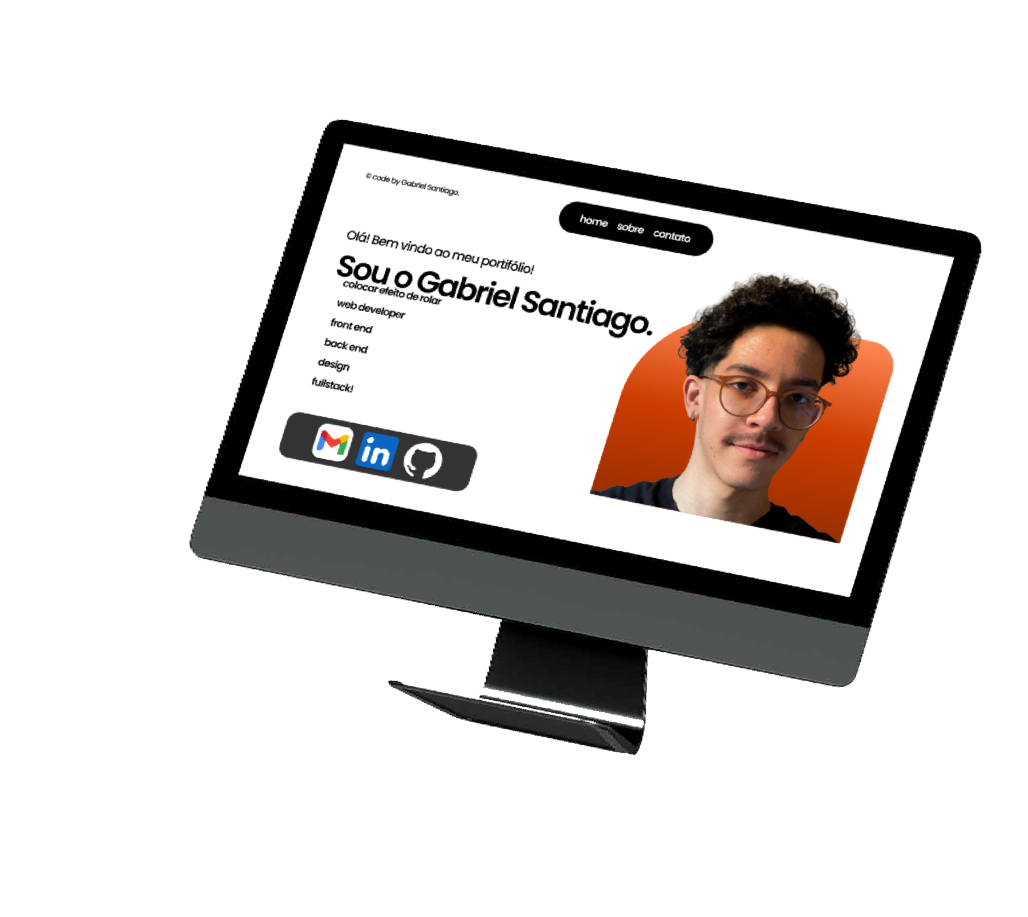 © code by Gabriel Santiago.
home sobre contato
Olá! Bem vindo ao meu portifólio!
Sou o Gabriel Santiago.
colocar efeito de rolar
web developer
front end
back end
design
fullstack!
in